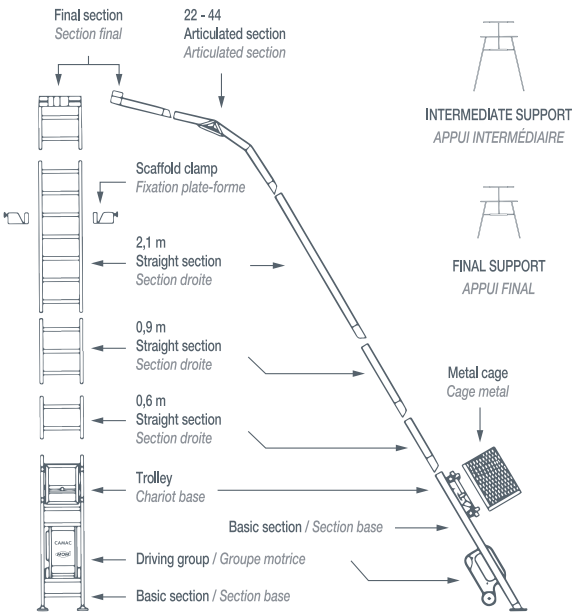 Final section
Section final
22 - 44
Articulated section
Articulated section
INTERMEDIATE SUPPORT
APPUI INTERMÉDIAIRE
Scaffold clamp
Fixation plate-forme
2,1 m
Straight section
Section droite
FINAL SUPPORT
APPUI FINAL
0,9 m
Straight section
Section droite
Metal cage
Cage metal
0,6 m
Straight section
Section droite
Trolley
Chariot base
Basic section / Section base
CAMAC
Driving group / Groupe motrice
Basic section / Section base